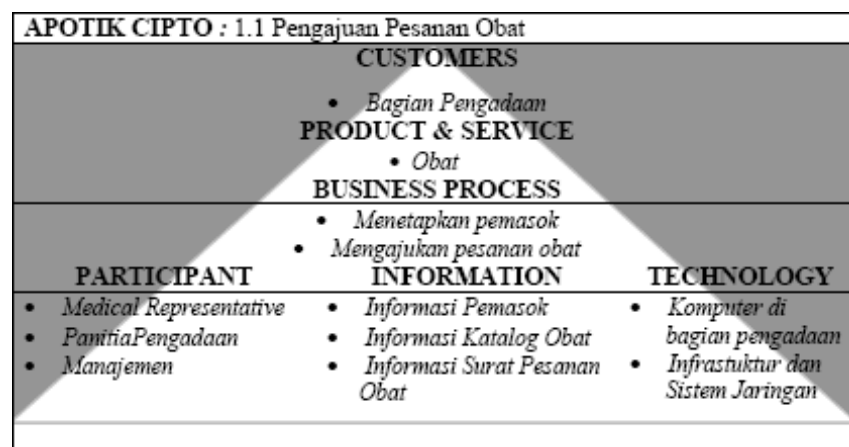 APOTIK CIPTO : 1.1 Pengajuan Pesanan Obat
CUSTOMERS
• Bagian Pengadaan
PRODUCT & SERVICE
• Obat
BUSINESS PROCESS
• Menetapkan pemasok
• Mengajukan pesanan obat
PARTICIPANT
• Medical Representative
• PanitiaPengadaan
• Manajemen
INFORMATION
• Informasi Pemasok
• Informasi Katalog Obat
• Informasi Surat Pesanan
Obat
TECHNOLOGY
• Komputer di
bagian pengadaan
• Infrastuktur dan
Sistem Jaringan